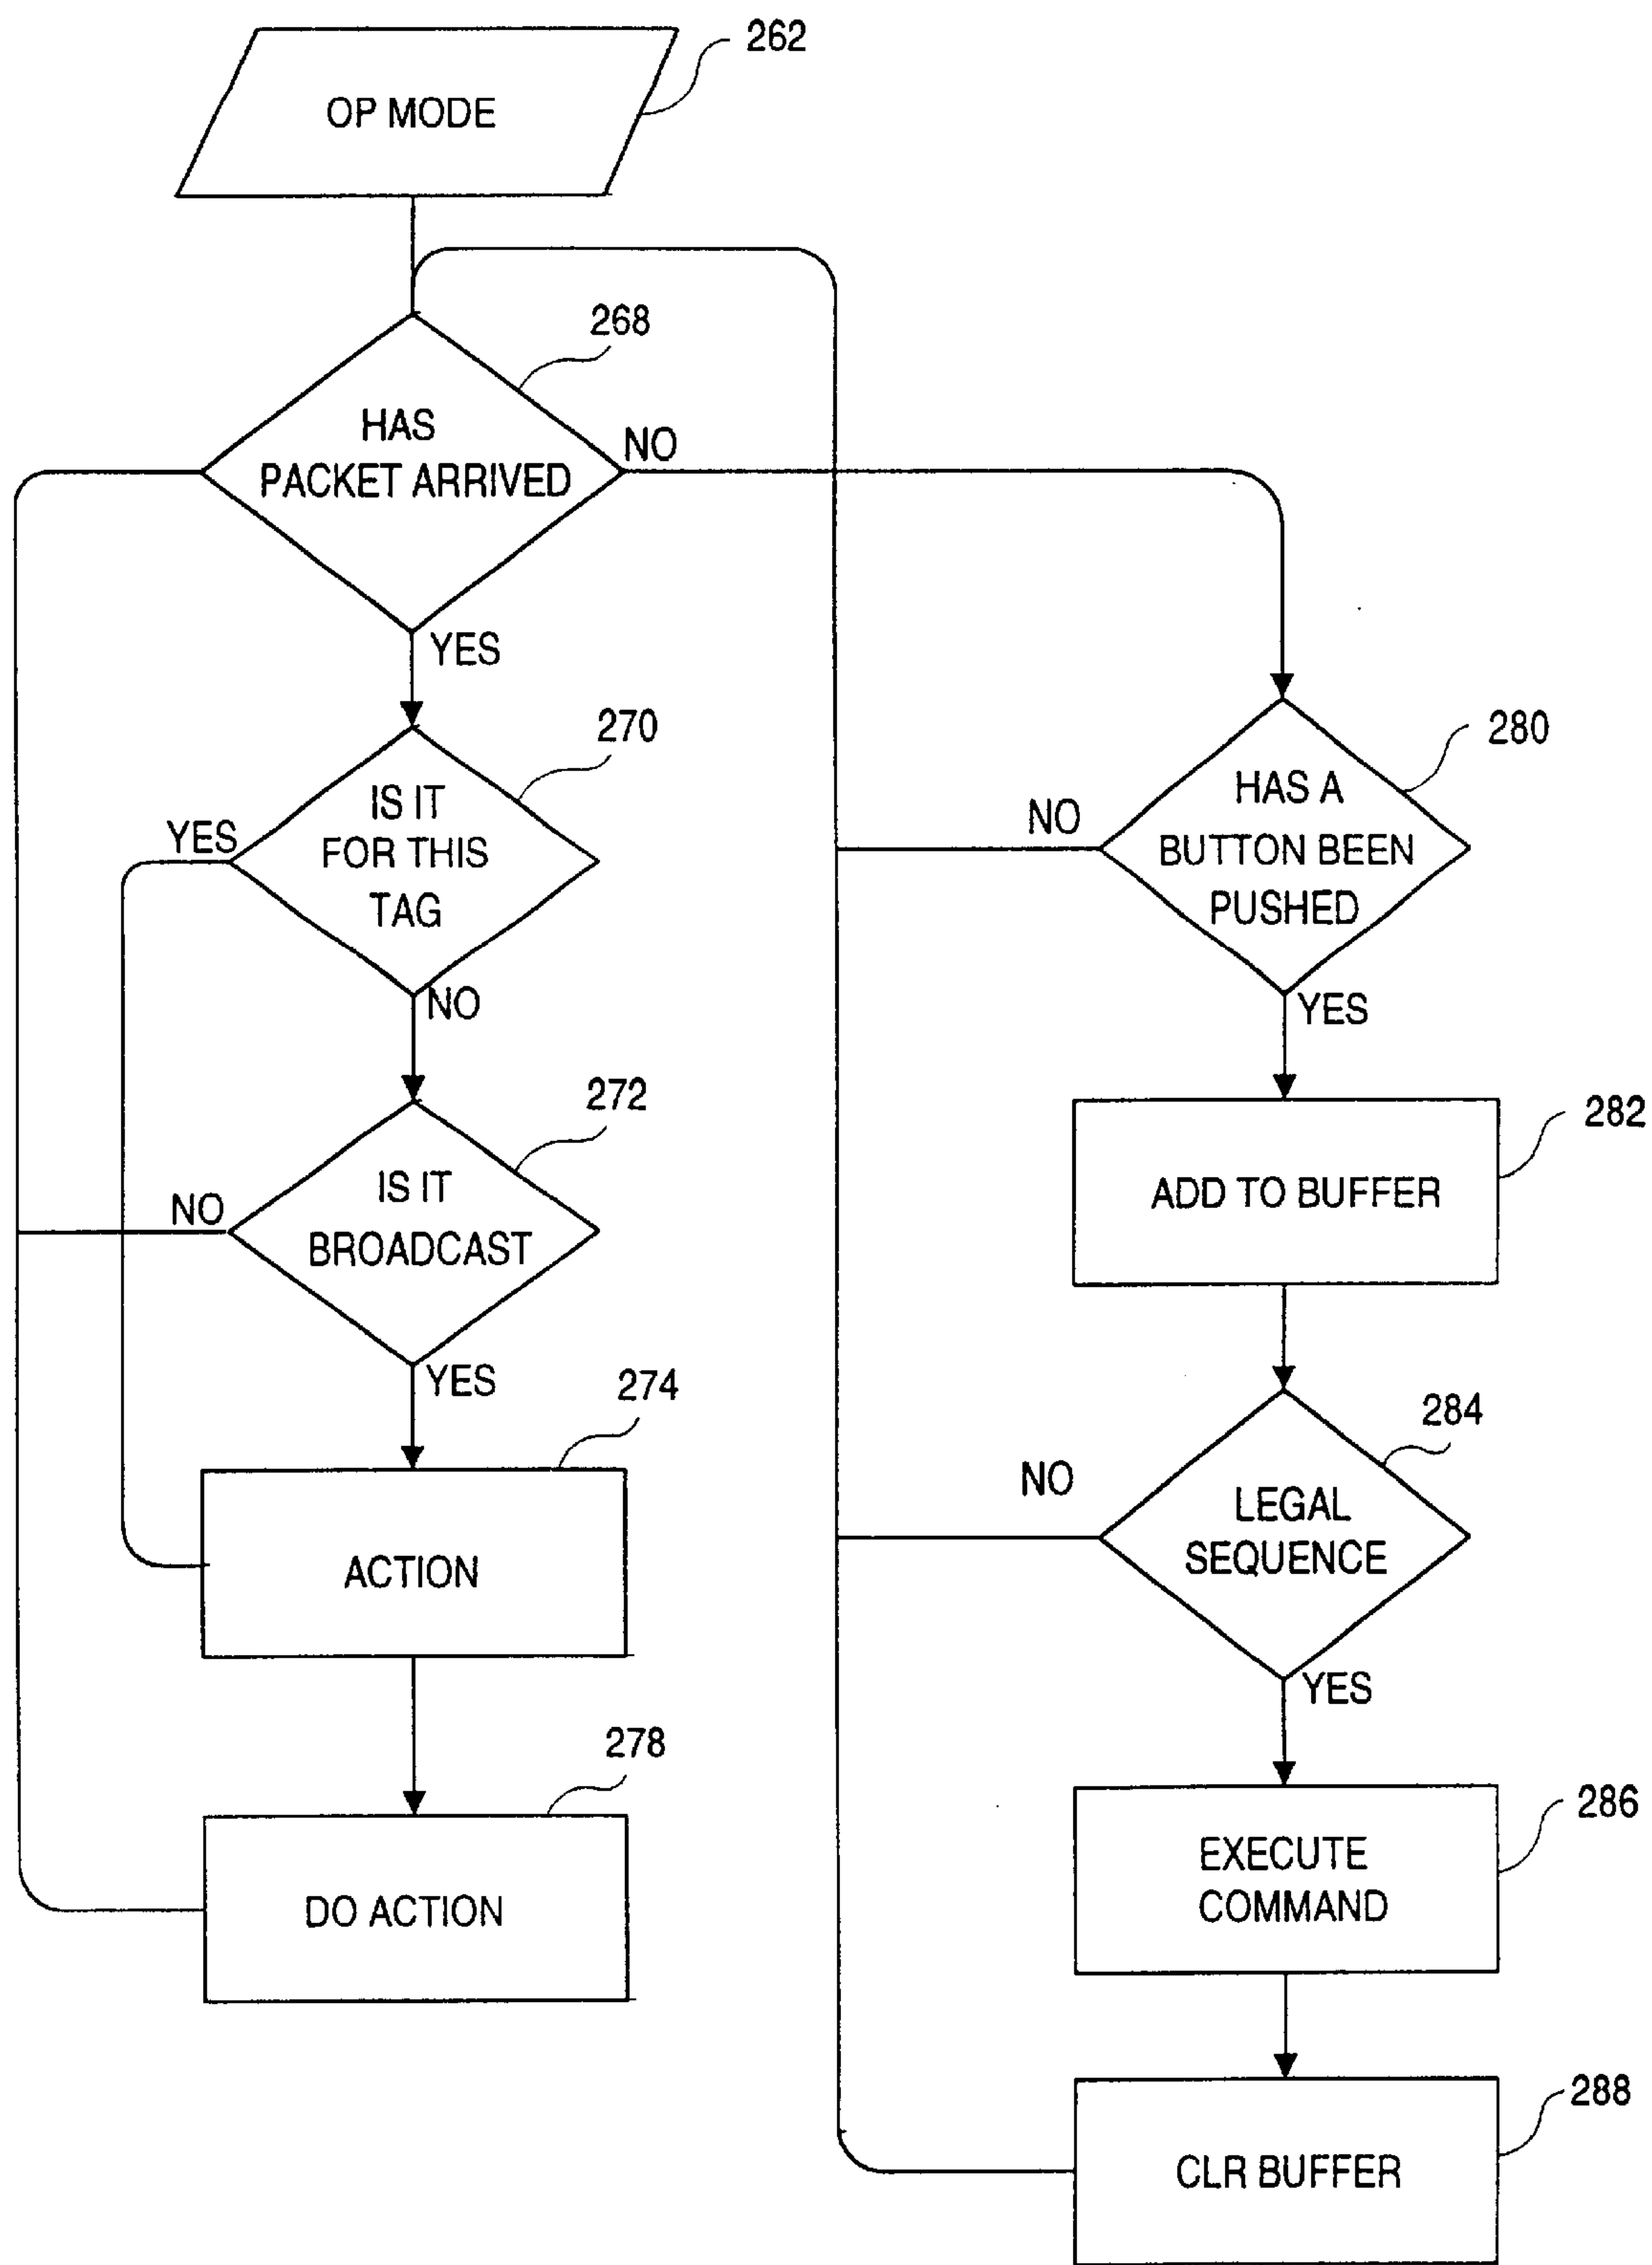 262
OP MODE
268
HAS
PACKET ARRIVED
NO
YES
270
IS IT
FOR THIS
TAG
YES
NO
272
IS IT
BROADCAST
NO
YES
274
ACTION
278
DO ACTION
280
HAS A
BUTTON BEEN
PUSHED
NO
YES
282
ADD TO BUFFER
284
LEGAL
SEQUENCE
NO
YES
286
EXECUTE
COMMAND
288
CLR BUFFER